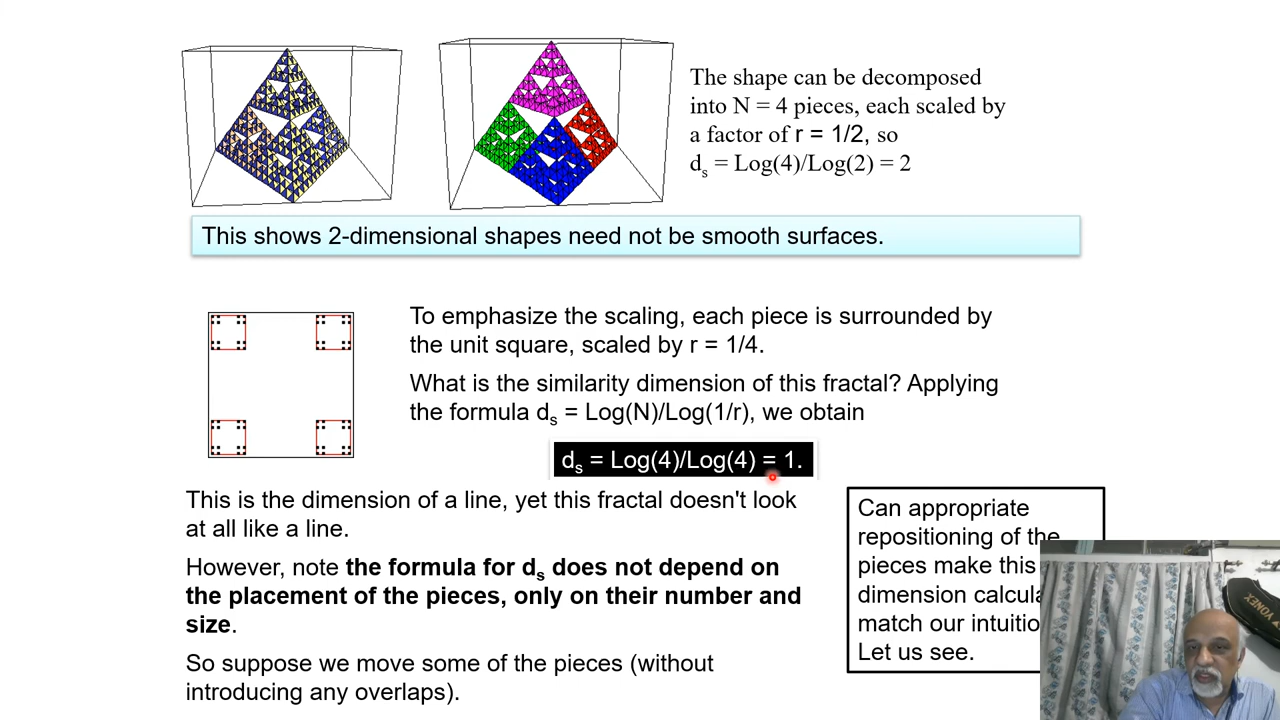 The shape can be decomposed
into N = 4 pieces, each scaled by
a factor of r = 1/2, so
ds = Log(4)/Log(2) = 2
This shows 2-dimensional shapes need not be smooth surfaces.
To emphasize the scaling, each piece is surrounded by
the unit square, scaled by r = 1/4.
What is the similarity dimension of this fractal? Applying
the formula ds = Log(N)/Log(1/r), we obtain
ds = Log(4)/Log(4) = 1.
This is the dimension of a line, yet this fractal doesn't look
at all like a line.
However, note the formula for ds does not depend on
the placement of the pieces, only on their number and
size.
So suppose we move some of the pieces (without
introducing any overlaps).
Can appropriate
repositioning of the
pieces make this
dimension
match our
Let us see.
YONEX